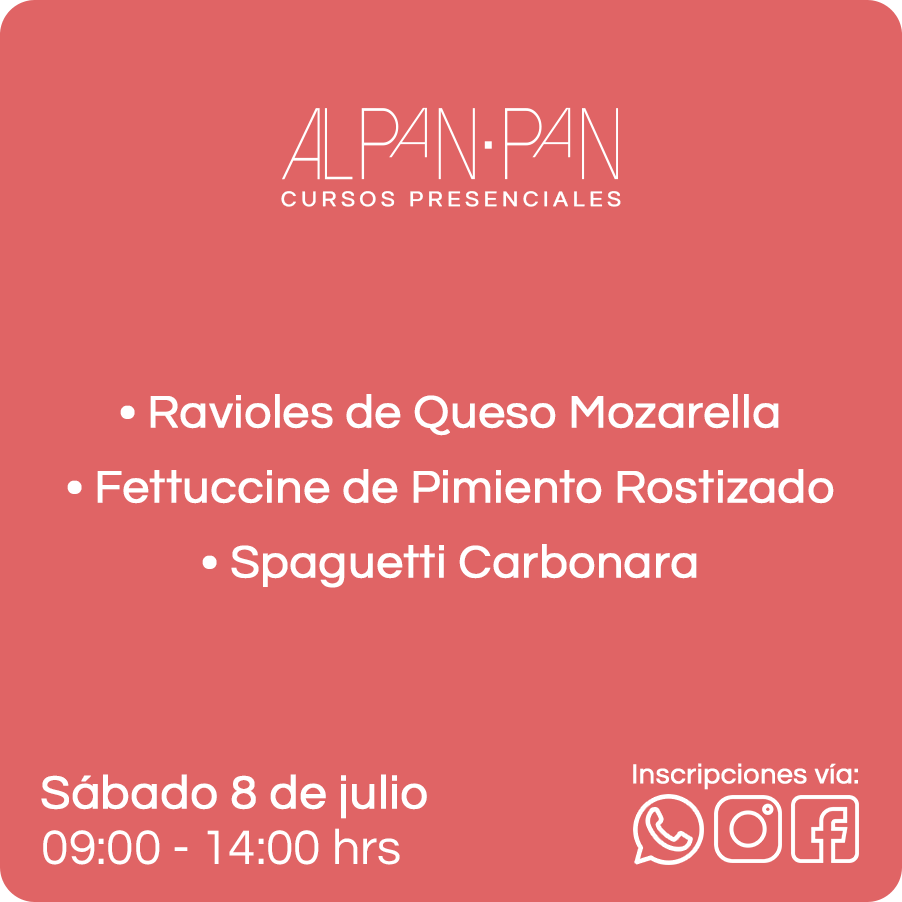 ALPAN·PAN
CURSOS PRESENCIALES
• Ravioles de Queso Mozarella
• Fettuccine de Pimiento Rostizado
• Spaguetti Carbonara
Sábado 8 de julio
09:00 - 14:00 hrs
Inscripciones vía: